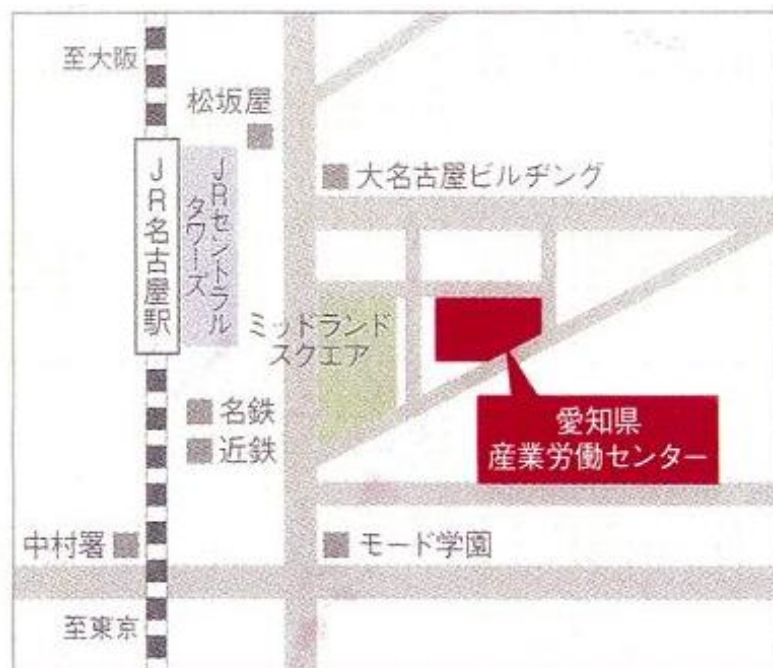 至大阪
松坂屋
JR名古屋駅
JRセントラル
タワーズ
大名古屋ビルヂング
ミッドランド
スクエア
名鉄
近鉄
愛知県
産業労働センター
中村署
モード学園
至東京